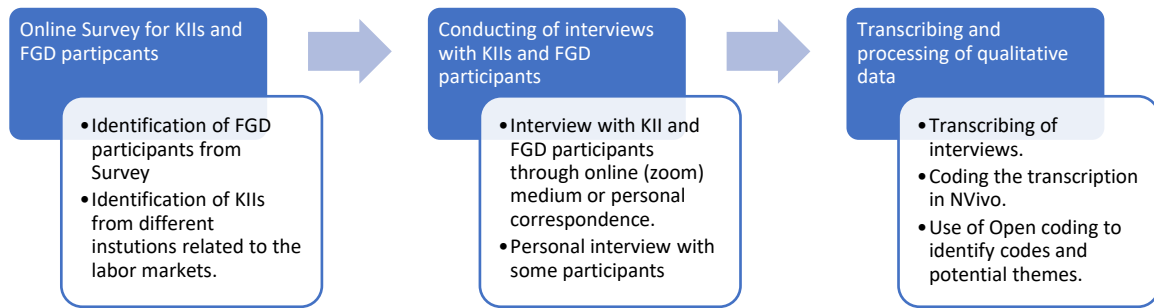 Online Survey for KIIs and
FGD partipcants
•Identification of FGD
participants from
Survey
•Identification of KIIs
from different
instutions related to the
labor markets.
Conducting of interviews
with KIIs and FGD
participants
•Interview with KII and
FGD participants
through online (zoom)
medium or personal
correspondence.
•Personal interview with
some participants
Transcribing and
processing of qualitative
data
•Transcribing of
interviews.
•Coding the transcription
in NVivo.
•Use of Open coding to
identify codes and
potential themes.